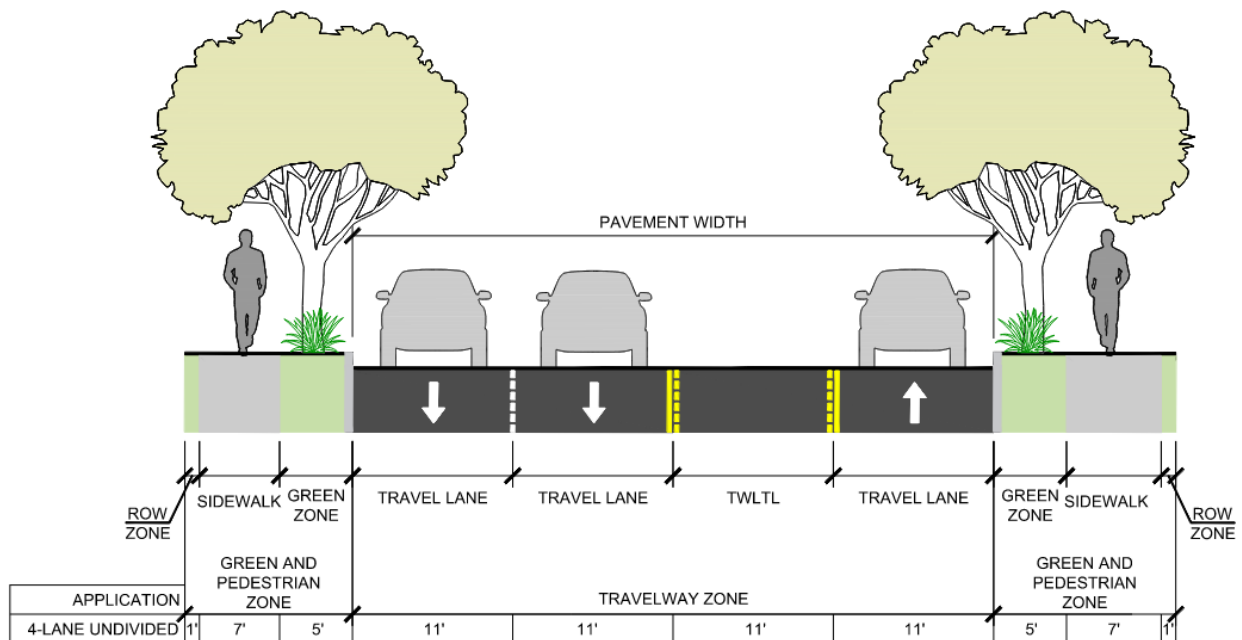 PAVEMENT WIDTH
SIDEWALK
GREEN
ZONE
TRAVEL LANE
TRAVEL LANE
TWLTL
TRAVEL LANE
GREEN
ZONE
SIDEWALK
ROW
ZONE
ROW
ZONE
GREEN AND
PEDESTRIAN
ZONE
TRAVELWAY ZONE
GREEN AND
PEDESTRIAN
ZONE
APPLICATION
4-LANE UNDIVIDED 1' 7' 5' 11' 11' 11' 11' 5' 7' 1'